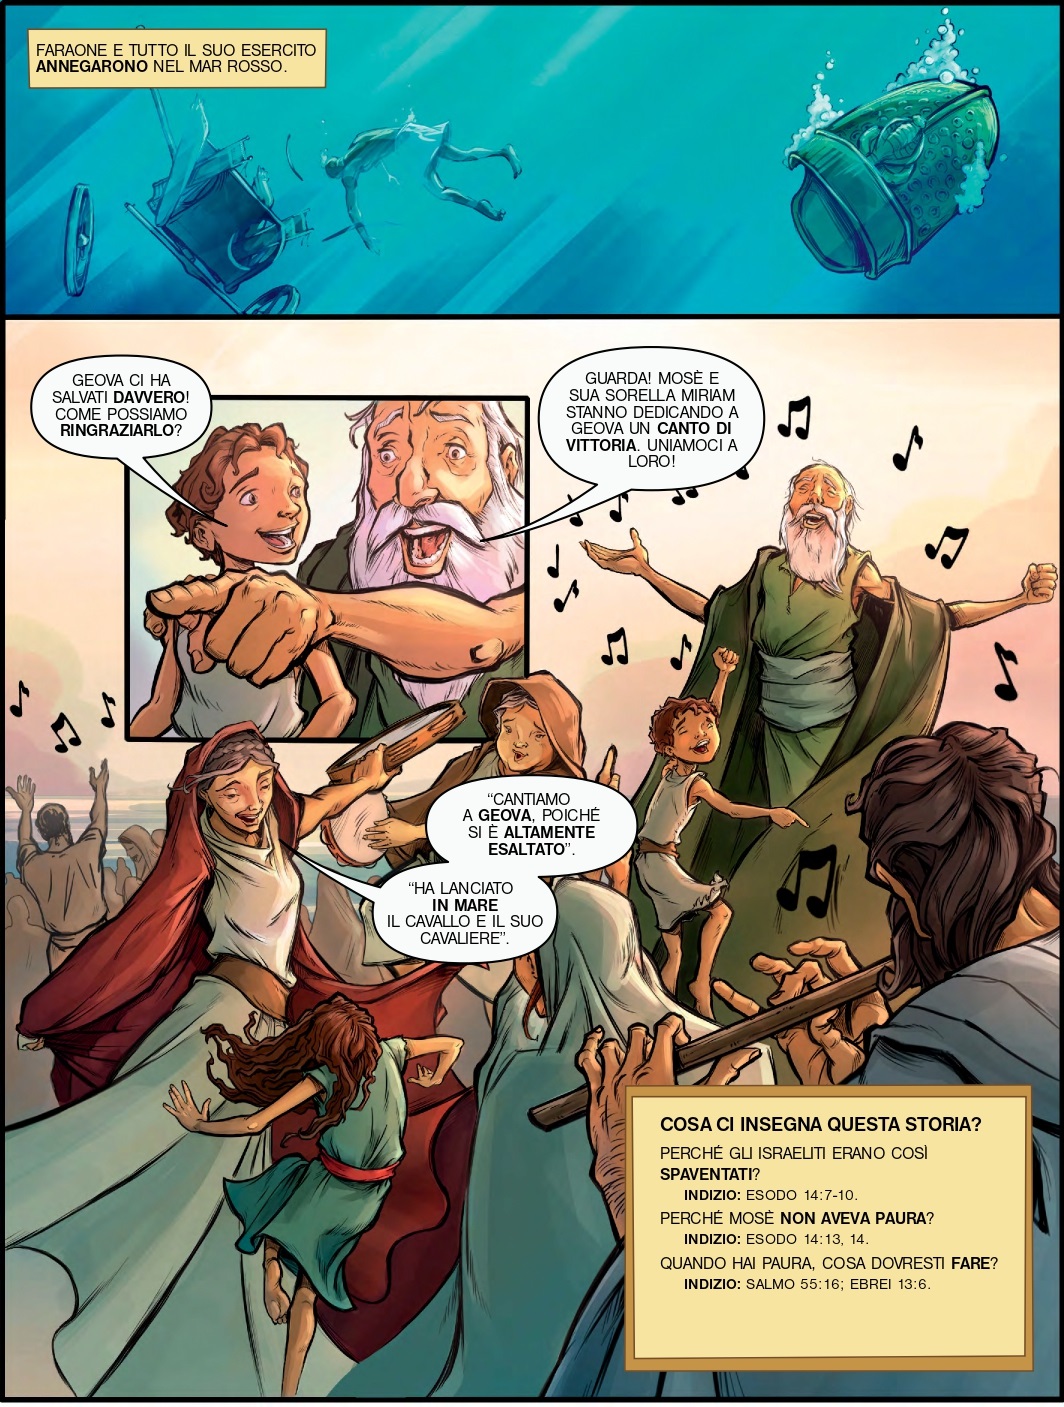 FARAONE E TUTTO IL SUO ESERCITO
ANNEGARONO NEL MAR ROSSO.
GEOVA CI HA
SALVATI DAVVERO!
COME POSSIAMO
RINGRAZIARLO?
GUARDA! MOSÈ E
SUA SORELLA MIRIAM
STANNO DEDICANDO A
GEOVA UN CANTO DI
VITTORIA. UNIAMOCI A
LORO!
“CANTIAMO
A GEOVA, POICHÉ
SI È ALTAMENTE
ESALTATO”.
“HA LANCIATO
IN MARE
IL CAVALLO E IL SUO
CAVALIERE”.
COSA CI INSEGNA QUESTA STORIA?
PERCHÉ GLI ISRAELITI ERANO COSÌ
SPAVENTATI?
INDIZIO: ESODO 14:7-10.
PERCHÉ MOSÈ NON AVEVA PAURA?
INDIZIO: ESODO 14:13, 14.
QUANDO HAI PAURA, COSA DOVRESTI FARE?
INDIZIO: SALMO 55:16; EBREI 13:6.